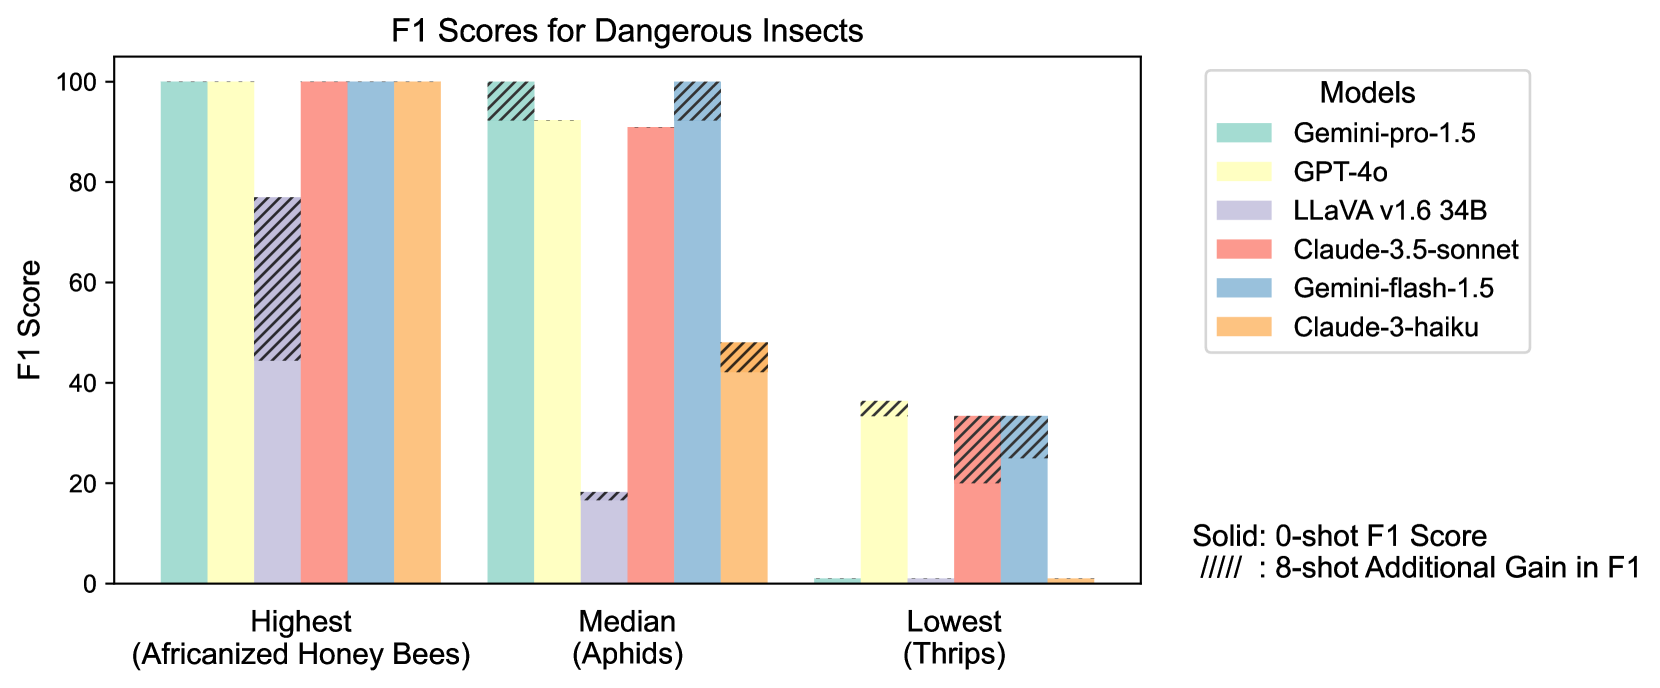 F1 Scores for Dangerous Insects
F1 Score
100
80
60
40
20
0
Highest
(Africanized Honey Bees)
Median
(Aphids)
Lowest
(Thrips)
Models
Gemini-pro-1.5
GPT-4o
LLaVA v1.6 34B
Claude-3.5-sonnet
Gemini-flash-1.5
Claude-3-haiku
Solid: 0-shot F1 Score
///// : 8-shot Additional Gain in F1